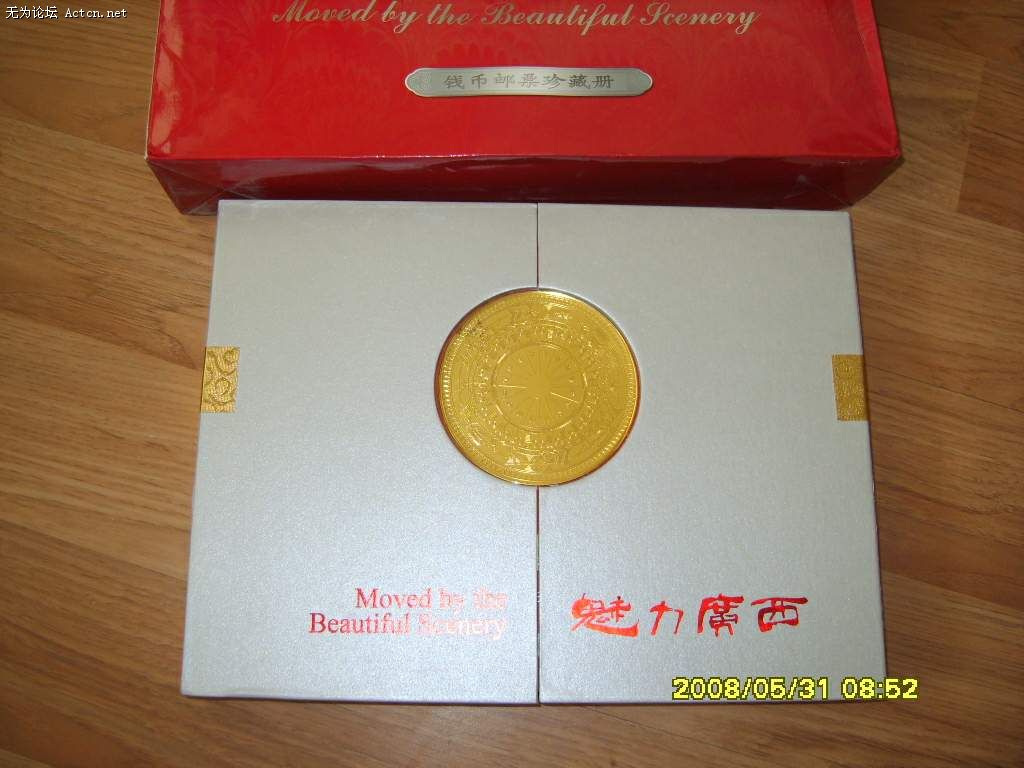 无为论坛 Actcn.net
Moved by the Beautiful Scenery
钱币邮票珍藏册
Moved by the
Beautiful Scenery
魅力廣西
2008/05/31 08:52